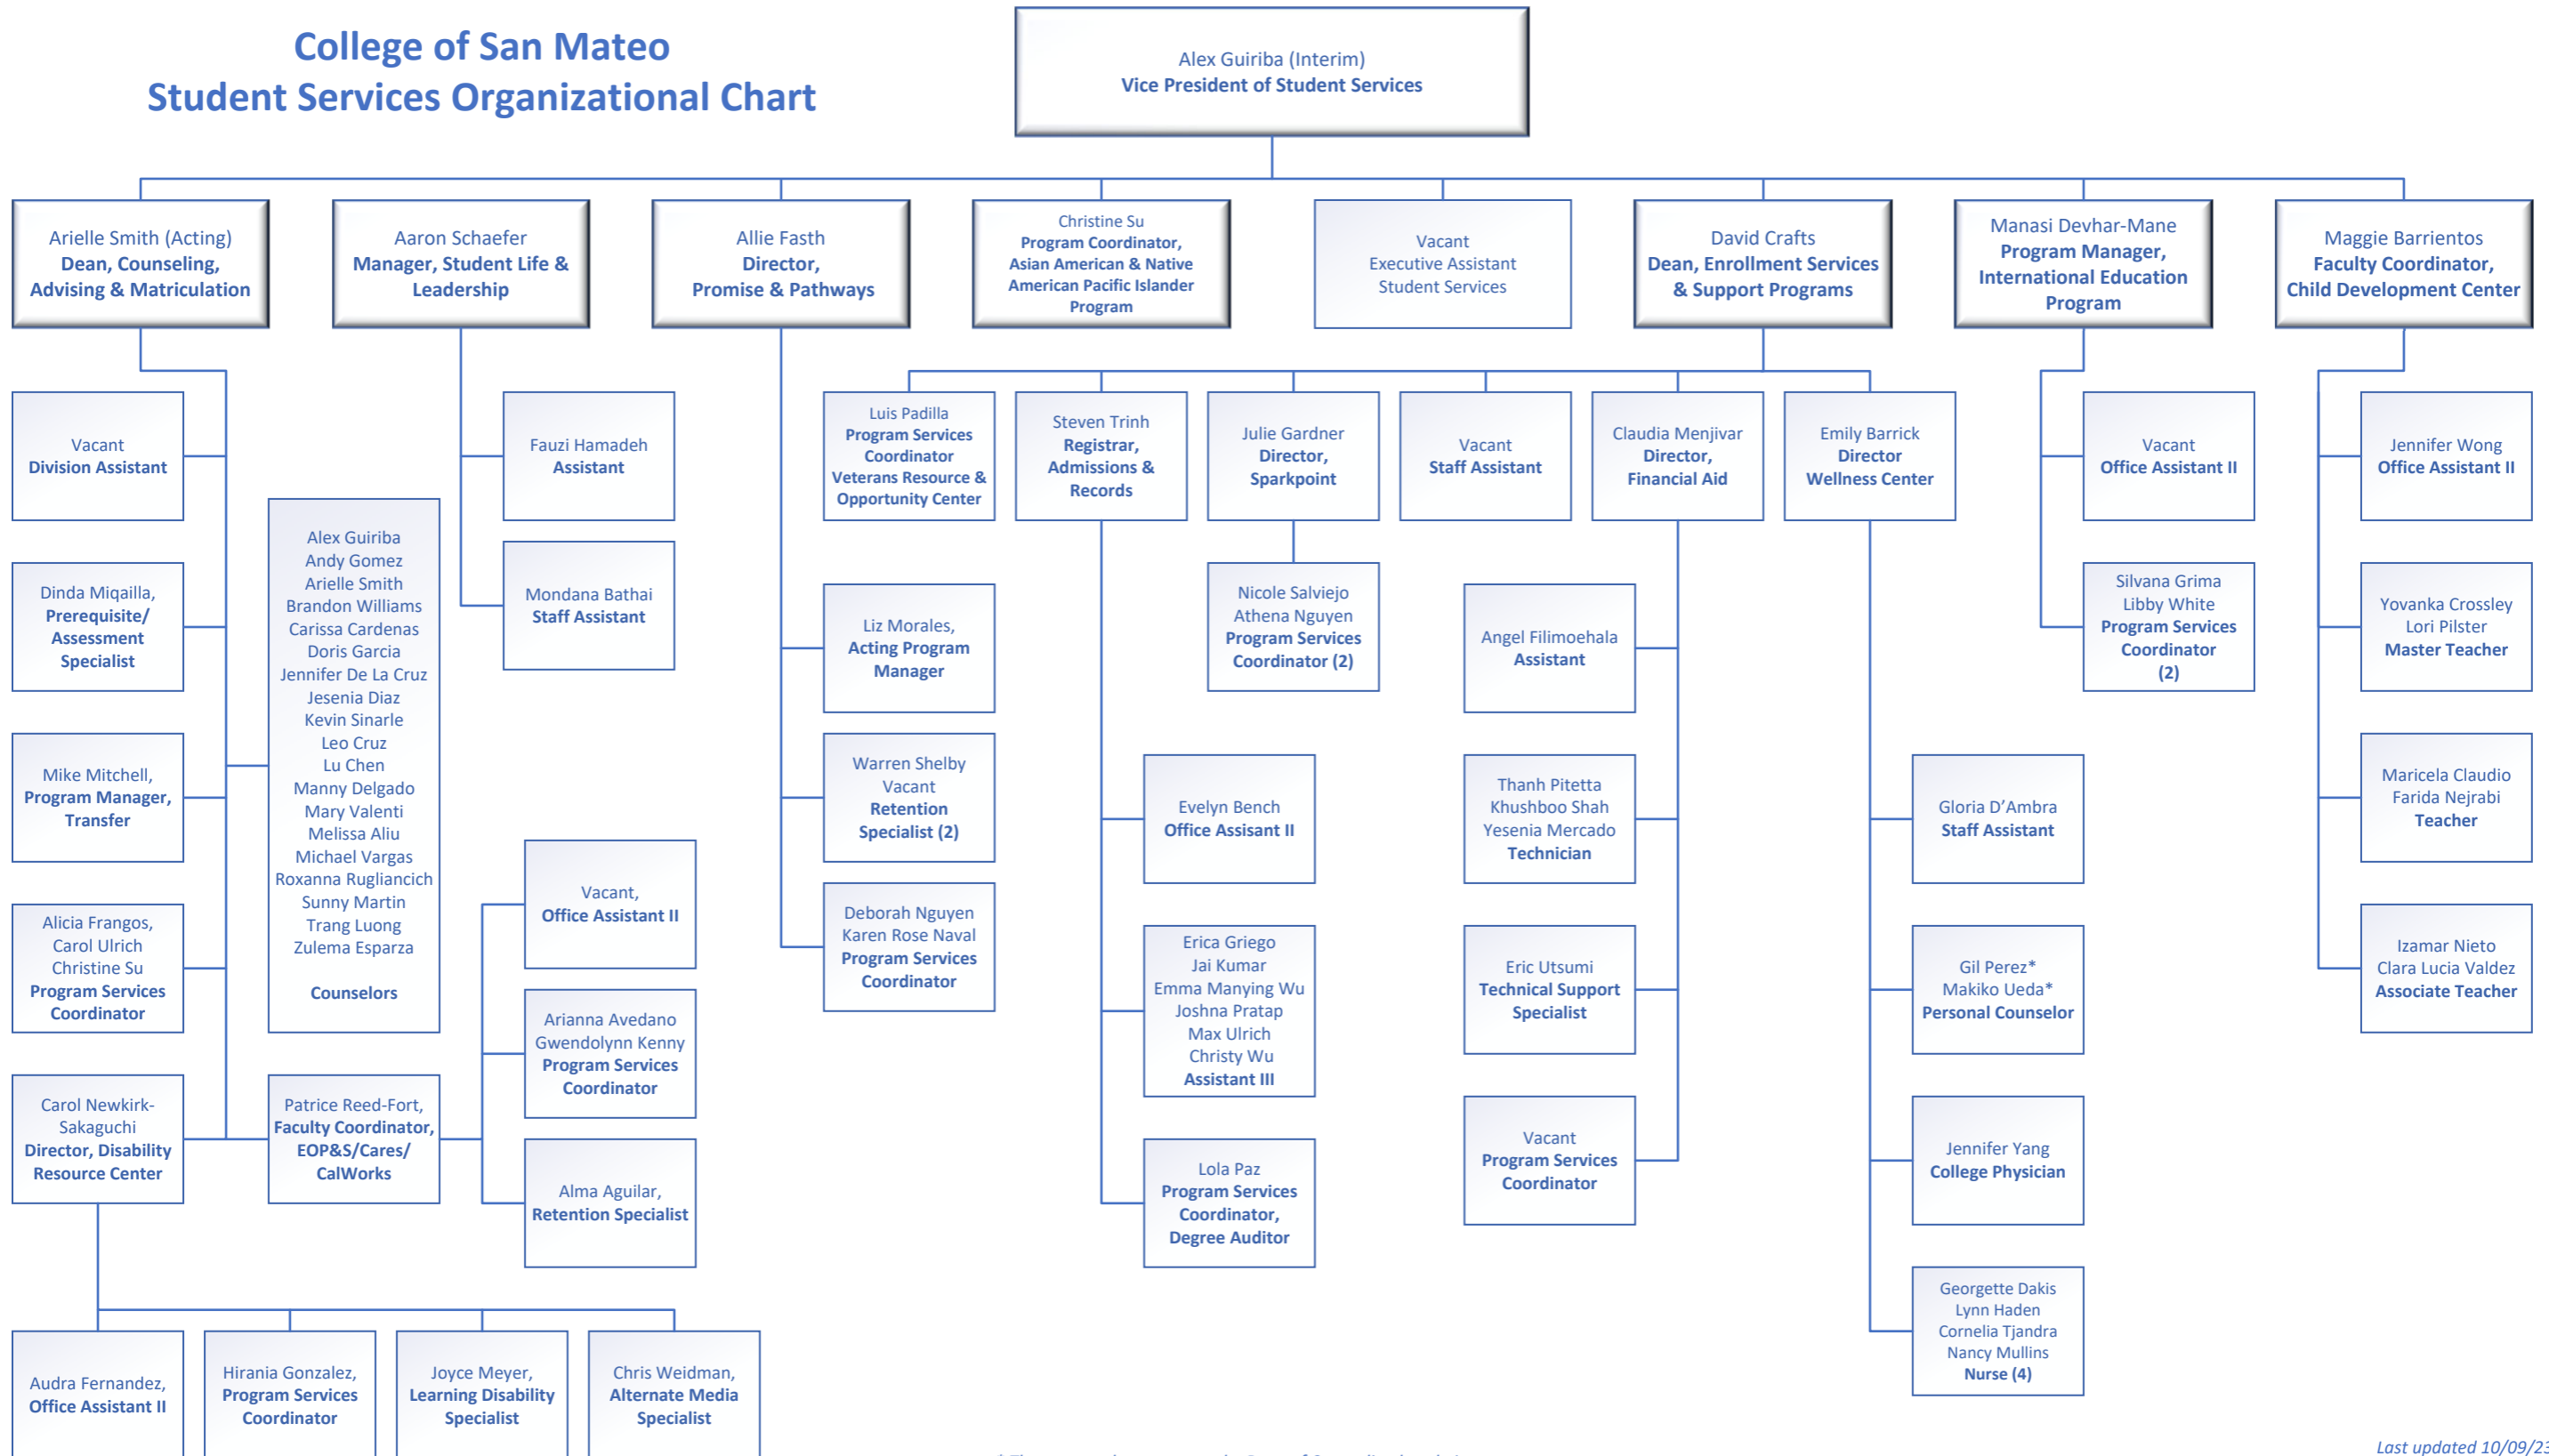 College of San Mateo
Student Services Organizational Chart
Alex Guiriba (Interim)
Vice President of Student Services
Arielle Smith (Acting)
Dean, Counseling,
Advising & Matriculation
Aaron Schaefer
Manager, Student Life &
Leadership
Allie Fasth
Director,
Promise & Pathways
Christine Su
Program Coordinator,
Asian American & Native
American Pacific Islander
Program
Vacant
Executive Assistant
Student Services
David Crafts
Dean, Enrollment Services
& Support Programs
Manasi Devhar-Mane
Program Manager,
International Education
Program
Maggie Barrientos
Faculty Coordinator,
Child Development Center
Vacant
Division Assistant
Dinda Miqailla,
Prerequisite/
Assessment
Specialist
Mike Mitchell,
Program Manager,
Transfer
Alicia Frangos,
Carol Ulrich
Christine Su
Program Services
Coordinator
Carol Newkirk-
Sakaguchi
Director, Disability
Resource Center
Alex Guiriba
Andy Gomez
Arielle Smith
Brandon Williams
Carissa Cardenas
Doris Garcia
Jennifer De La Cruz
Jesenia Diaz
Kevin Sinarle
Leo Cruz
Lu Chen
Manny Delgado
Mary Valenti
Melissa Aliu
Michael Vargas
Roxanna Rugliancich
Sunny Martin
Trang Luong
Zulema Esparza
Counselors
Patrice Reed-Fort,
Faculty Coordinator,
EOP&S/Cares/
CalWorks
Vacant,
Office Assistant II
Arianna Avedano
Gwendolynn Kenny
Program Services
Coordinator
Alma Aguilar,
Retention Specialist
Audra Fernandez,
Office Assistant II
Hirania Gonzalez,
Program Services
Coordinator
Joyce Meyer,
Learning Disability
Specialist
Chris Weidman,
Alternate Media
Specialist
Fauzi Hamadeh
Assistant
Mondana Bathai
Staff Assistant
Liz Morales,
Acting Program
Manager
Warren Shelby
Vacant
Retention
Specialist (2)
Deborah Nguyen
Karen Rose Naval
Program Services
Coordinator
Luis Padilla
Program Services
Coordinator
Veterans Resource &
Opportunity Center
Steven Trinh
Registrar,
Admissions &
Records
Julie Gardner
Director,
Sparkpoint
Vacant
Staff Assistant
Claudia Menjivar
Director,
Financial Aid
Emily Barrick
Director
Wellness Center
Evelyn Bench
Office Assisant II
Erica Griego
Jai Kumar
Emma Manying Wu
Joshna Pratap
Max Ulrich
Christy Wu
Assistant III
Lola Paz
Program Services
Coordinator,
Degree Auditor
Nicole Salviejo
Athena Nguyen
Program Services
Coordinator (2)
Angel Filimoehala
Assistant
Thanh Pitetta
Khushboo Shah
Yesenia Mercado
Technician
Eric Utsumi
Technical Support
Specialist
Vacant
Program Services
Coordinator
Gloria D’Ambra
Staff Assistant
Gil Perez*
Makiko Ueda*
Personal Counselor
Jennifer Yang
College Physician
Georgette Dakis
Lynn Haden
Cornelia Tjandra
Nancy Mullins
Nurse (4)
Vacant
Office Assistant II
Silvana Grima
Libby White
Program Services
Coordinator
(2)
Jennifer Wong
Office Assistant II
Yovanka Crossley
Lori Pilster
Master Teacher
Maricela Claudio
Farida Nejrabi
Teacher
Izamar Nieto
Clara Lucia Valdez
Associate Teacher
Last updated 10/09/23